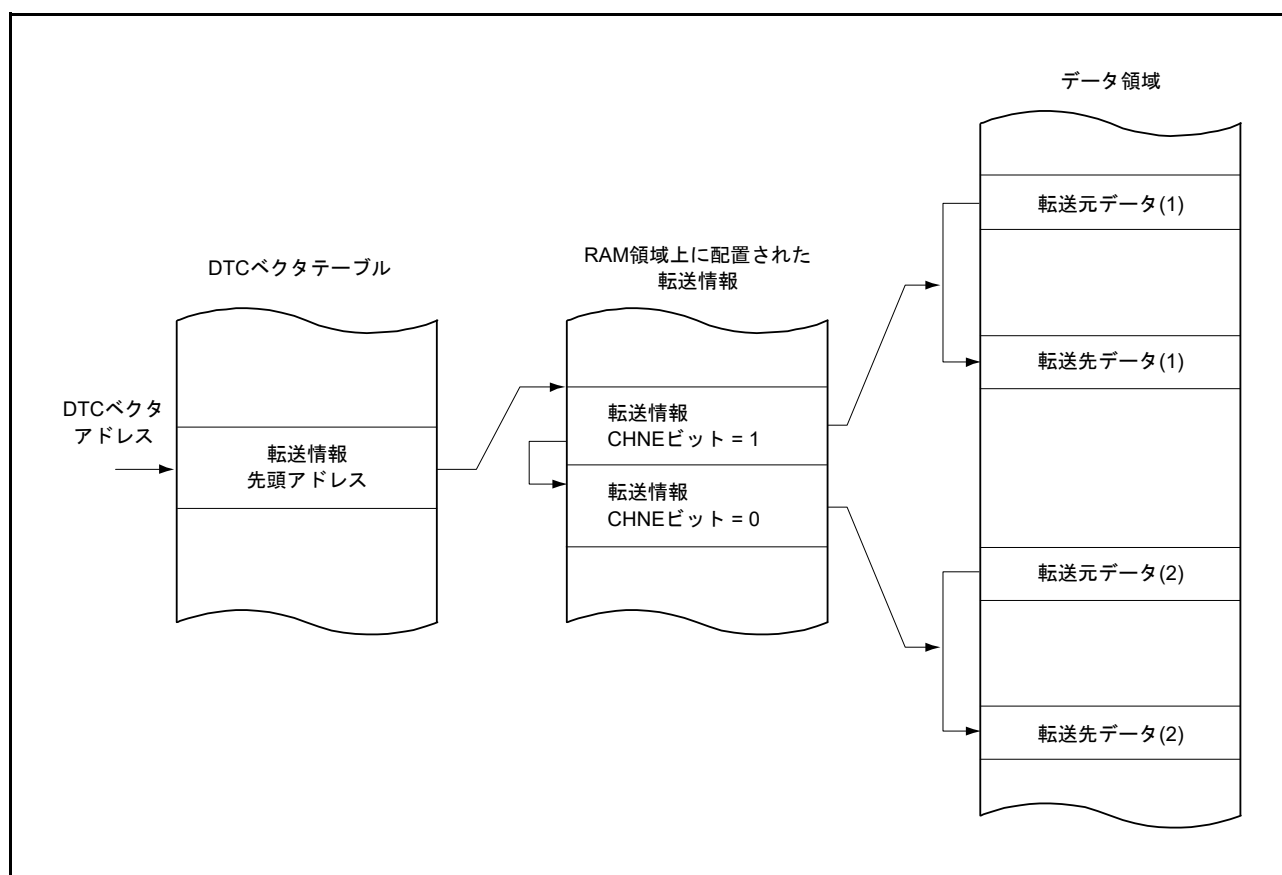 データ領域
転送元データ(1)
転送先データ(1)
転送元データ(2)
転送先データ(2)
RAM領域上に配置された
転送情報
転送情報
CHNEビット = 1
転送情報
CHNEビット = 0
DTCベクタテーブル
転送情報
先頭アドレス
DTCベクタ
アドレス